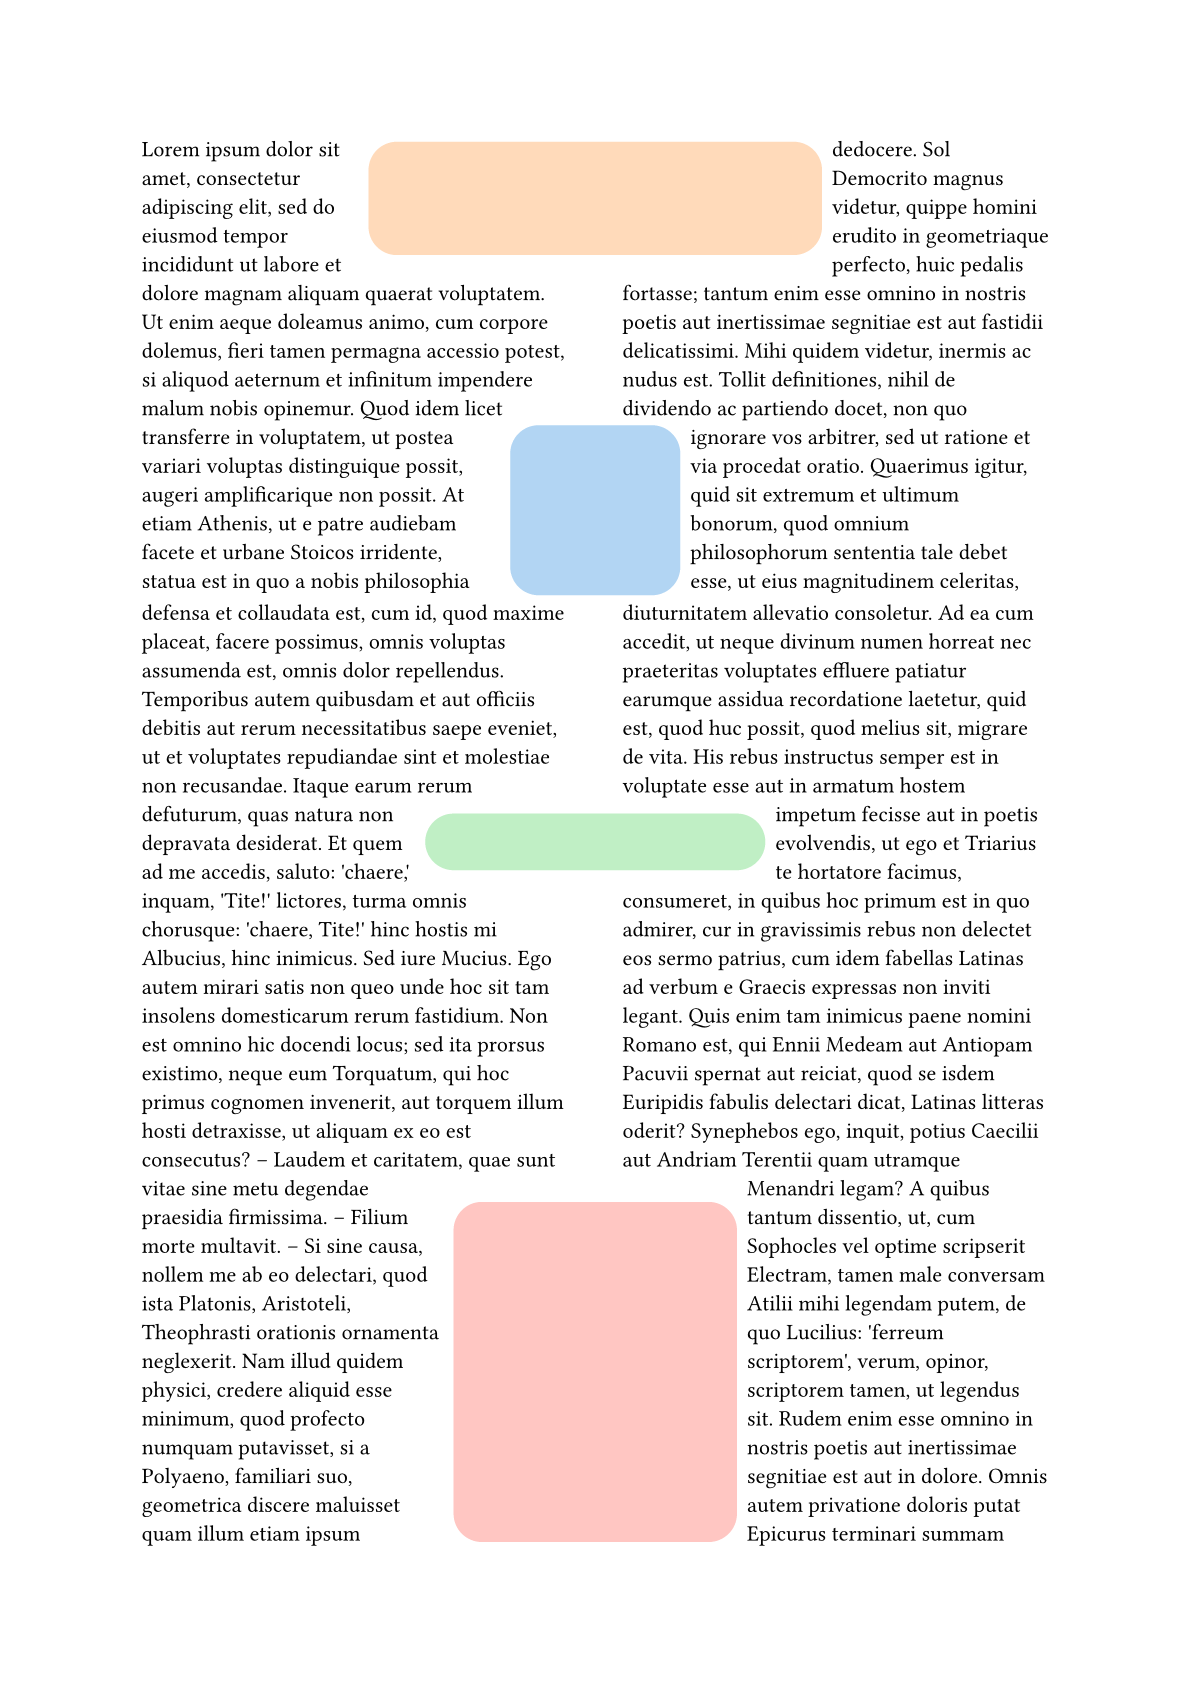 Lorem ipsum dolor sit
amet, consectetur
adipiscing elit, sed do
eiusmod tempor
incididunt ut labore et
dolore magnam aliquam quaerat voluptatem.
Ut enim aeque doleamus animo, cum corpore
dolemus, fieri tamen permagna accessio potest,
si aliquod aeternum et infinitum impendere
malum nobis opinemur. Quod idem licet
transferre in voluptatem, ut postea
variari voluptas distinguique possit,
augeri amplificarique non possit. At
etiam Athenis, ut e patre audiebam
facete et urbane Stoicos irridente,
statua est in quo a nobis philosophia
defensa et collaudata est, cum id, quod maxime
placeat, facere possimus, omnis voluptas
assumenda est, omnis dolor repellendus.
Temporibus autem quibusdam et aut officiis
debitis aut rerum necessitatibus saepe eveniet,
ut et voluptates repudiandae sint et molestiae
non recusandae. Itaque earum rerum
defuturum, quas natura non
depravata desiderat. Et quem
ad me accedis, saluto: 'chaere,'
inquam, 'Tite!' lictores, turma omnis
chorusque: 'chaere, Tite!' hinc hostis mi
Albucius, hinc inimicus. Sed iure Mucius. Ego
autem mirari satis non queo unde hoc sit tam
insolens domesticarum rerum fastidium. Non
est omnino hic docendi locus; sed ita prorsus
existimo, neque eum Torquatum, qui hoc
primus cognomen invenerit, aut torquem illum
hosti detraxisse, ut aliquam ex eo est
consecutus? – Laudem et caritatem, quae sunt
vitae sine metu degendae
praesidia firmissima. – Filium
morte multavit. – Si sine causa,
nollem me ab eo delectari, quod
ista Platonis, Aristoteli,
Theophrasti orationis ornamenta
neglexerit. Nam illud quidem
physici, credere aliquid esse
minimum, quod profecto
numquam putavisset, si a
Polyaeno, familiari suo,
geometrica discere maluisset
quam illum etiam ipsum
dedocere. Sol
Democrito magnus
videtur, quippe homini
erudito in geometriaque
perfecto, huic pedalis
fortasse; tantum enim esse omnino in nostris
poetis aut inertissimae segnitiae est aut fastidii
delicatissimi. Mihi quidem videtur, inermis ac
nudus est. Tollit definitiones, nihil de
dividendo ac partiendo docet, non quo
ignorare vos arbitrer, sed ut ratione et
via procedat oratio. Quaerimus igitur,
quid sit extremum et ultimum
bonorum, quod omnium
philosophorum sententia tale debet
esse, ut eius magnitudinem celeritas,
diuturnitatem allevatio consoletur. Ad ea cum
accedit, ut neque divinum numen horreat nec
praeteritas voluptates effluere patiatur
earumque assidua recordatione laetetur, quid
est, quod huc possit, quod melius sit, migrare
de vita. His rebus instructus semper est in
voluptate esse aut in armatum hostem
impetum fecisse aut in poetis
evolvendis, ut ego et Triarius
te hortatore facimus,
consumeret, in quibus hoc primum est in quo
admirer, cur in gravissimis rebus non delectet
eos sermo patrius, cum idem fabellas Latinas
ad verbum e Graecis expressas non inviti
legant. Quis enim tam inimicus paene nomini
Romano est, qui Ennii Medeam aut Antiopam
Pacuvii spernat aut reiciat, quod se isdem
Euripidis fabulis delectari dicat, Latinas litteras
oderit? Synephebos ego, inquit, potius Caecilii
aut Andriam Terentii quam utramque
Menandri legam? A quibus
tantum dissentio, ut, cum
Sophocles vel optime scripserit
Electram, tamen male conversam
Atilii mihi legendam putem, de
quo Lucilius: 'ferreum
scriptorem', verum, opinor,
scriptorem tamen, ut legendus
sit. Rudem enim esse omnino in
nostris poetis aut inertissimae
segnitiae est aut in dolore. Omnis
autem privatione doloris putat
Epicurus terminari summam